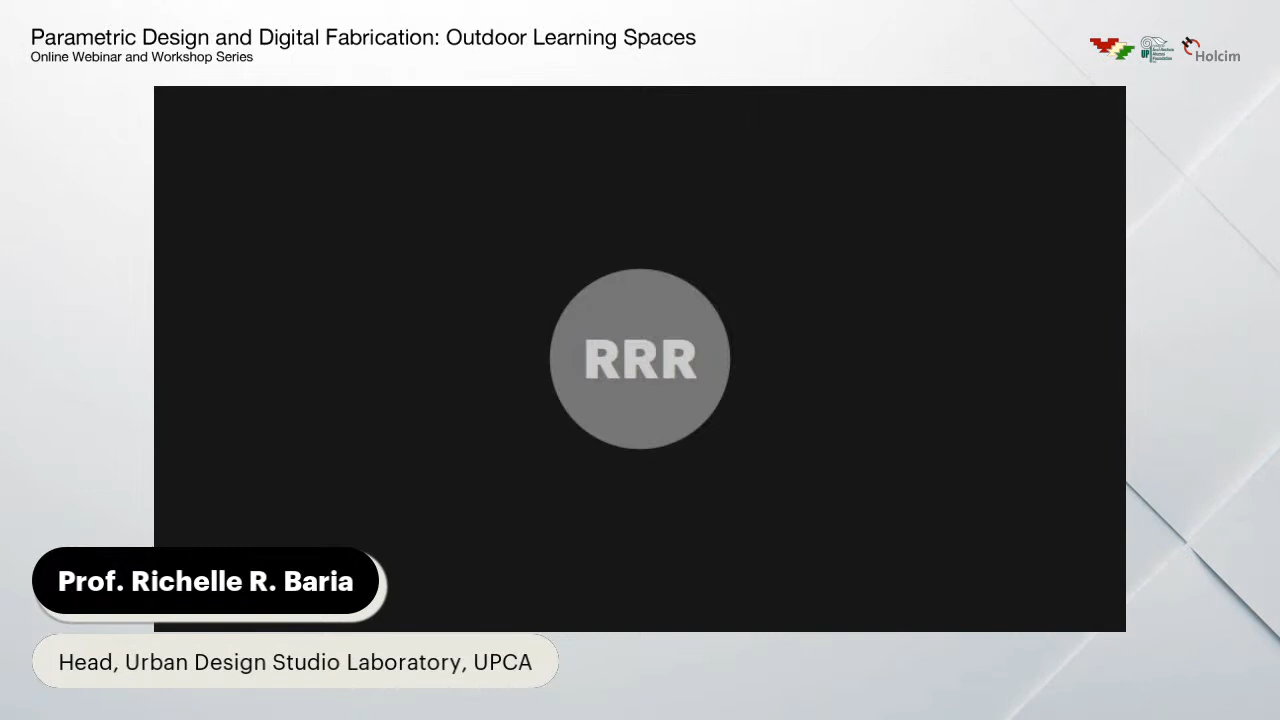 Parametric Design and Digital Fabrication: Outdoor Learning Spaces
Online Webinar and Workshop Series
UP
Holcim
RRR
Prof. Richelle R. Baria
Head, Urban Design Studio Laboratory, UPCA